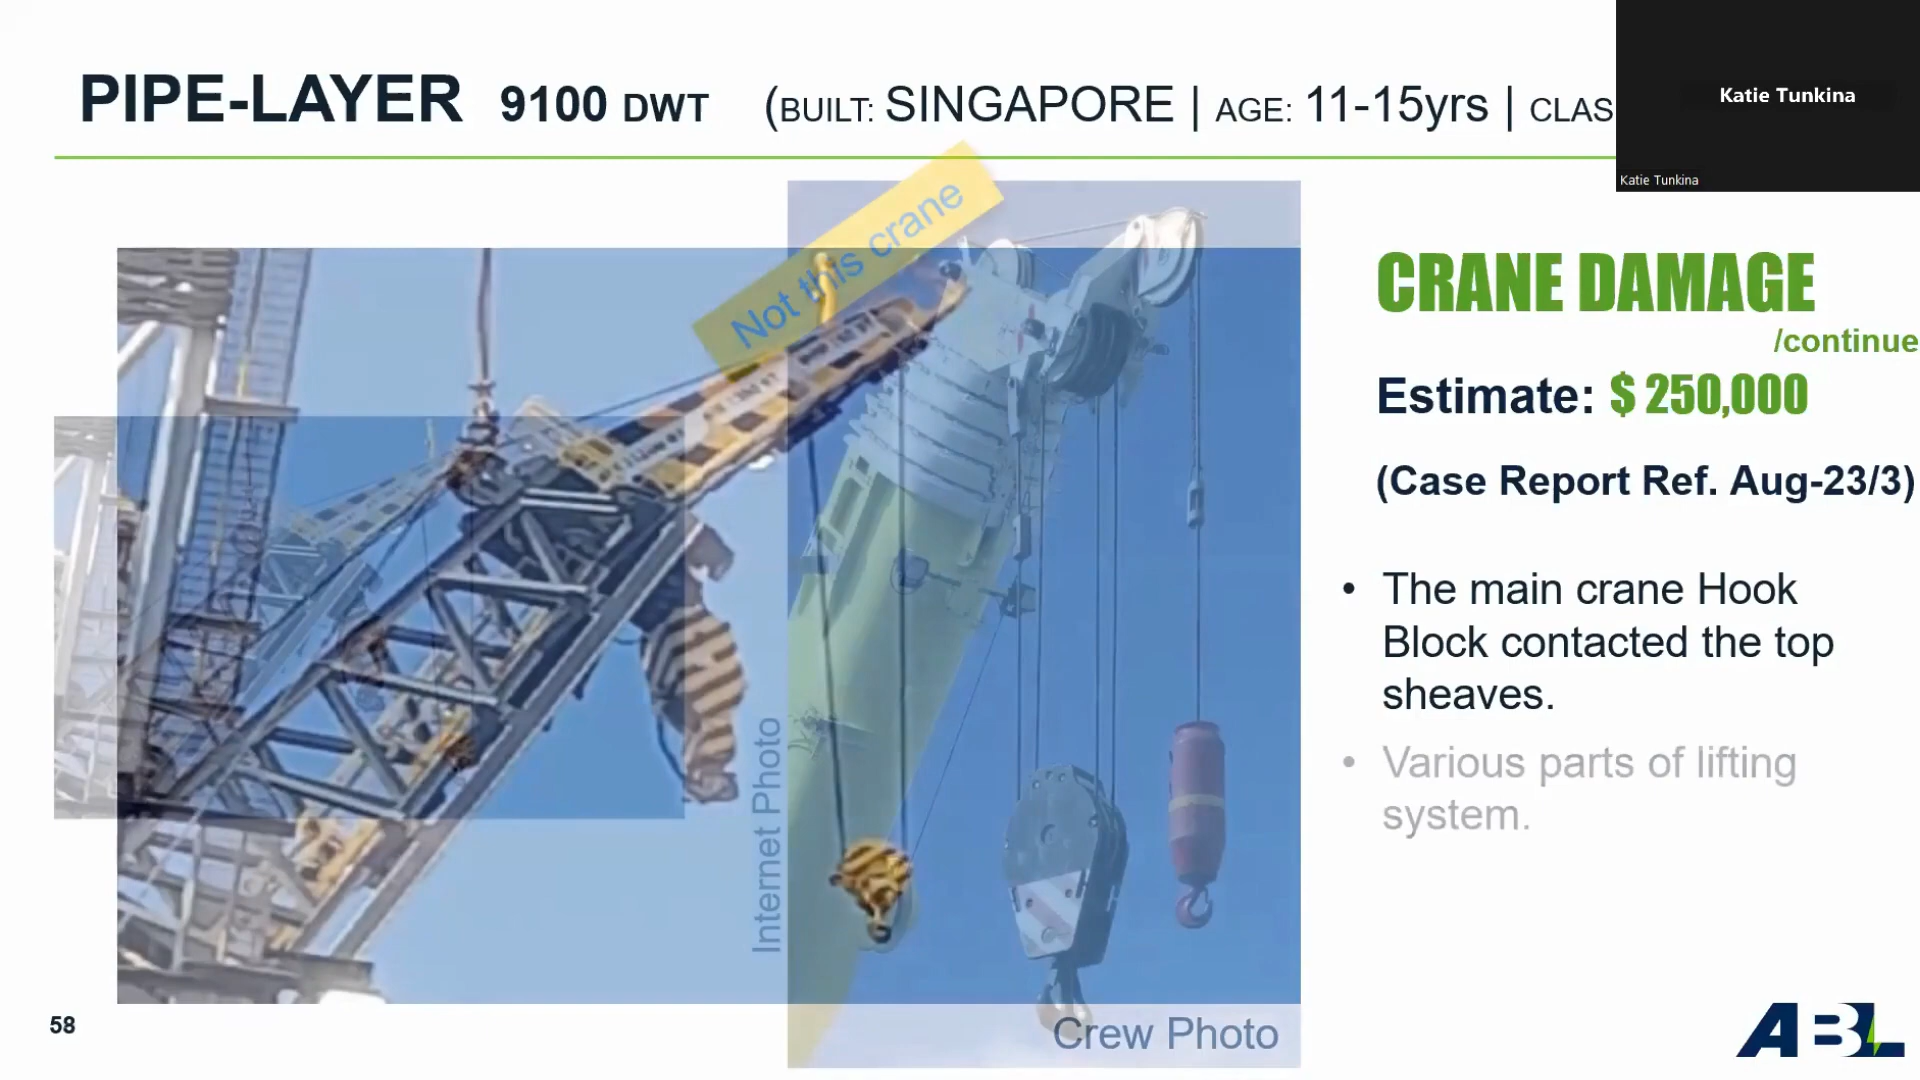 PIPE-LAYER 9100 DWT (BUILT: SINGAPORE | AGE: 11-15yrs | CLAS
Katie Tunkina
Katie Tunkina
Not this crane
CRANE DAMAGE
/continue
Estimate: $ 250,000
(Case Report Ref. Aug-23/3)
• The main crane Hook
Block contacted the top
sheaves.
• Various parts of lifting
system.
Internet Photo
Crew Photo
58
ABL